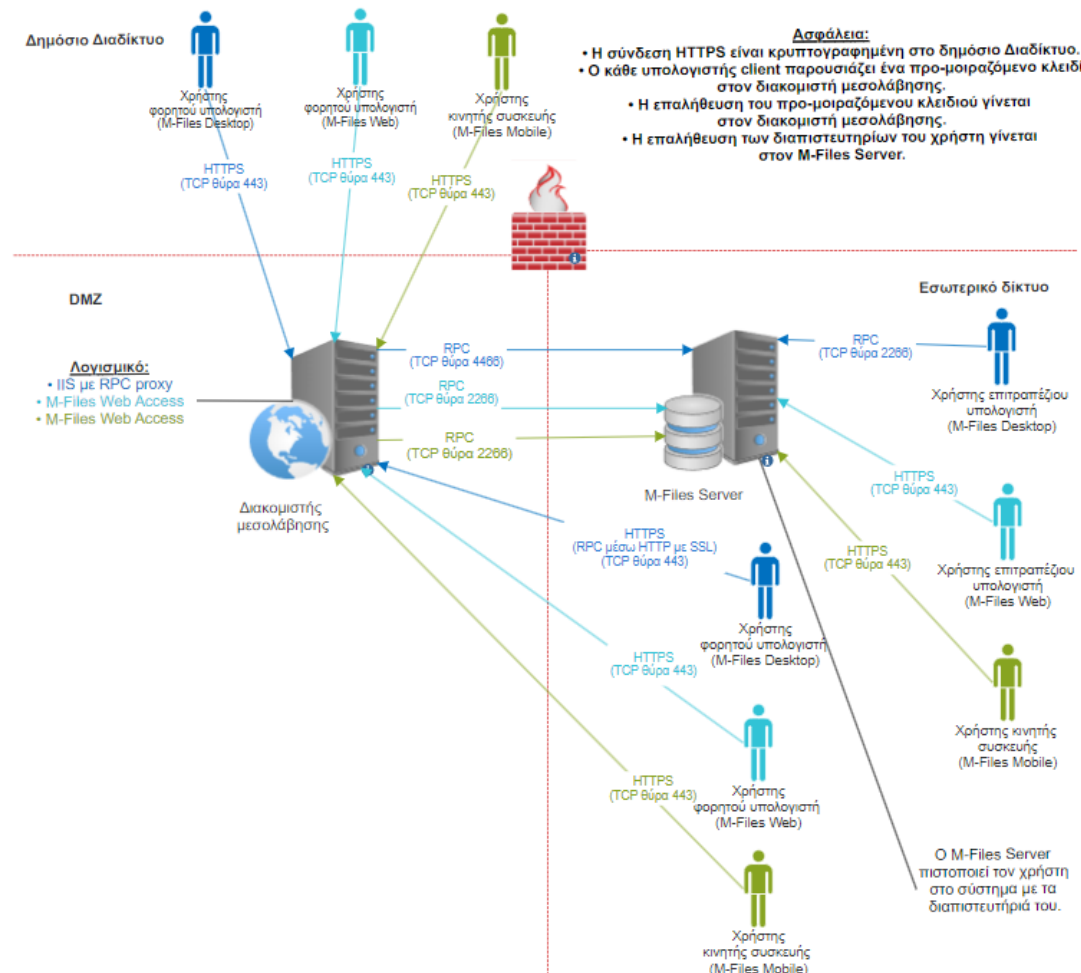 Δημόσιο Διαδίκτυο
Ασφάλεια:
• Η σύνδεση HTTPS είναι κρυπτογραφημένη στο δημόσιο Διαδίκτυο.
• Ο κάθε υπολογιστής client παρουσιάζει ένα προ-μοιραζόμενο κλειδί
στον διακομιστή μεσολάβησης.
• Η επαλήθευση του προ-μοιραζόμενου κλειδιού γίνεται
στον διακομιστή μεσολάβησης.
• Η επαλήθευση των διαπιστευτηρίων του χρήστη γίνεται
στον M-Files Server.
Χρήστης
φορητού υπολογιστή
(M-Files Desktop)
Χρήστης
φορητού υπολογιστή
(M-Files Web)
Χρήστης
κινητής συσκευής
(M-Files Mobile)
HTTPS
(TCP θύρα 443)
HTTPS
(TCP θύρα 443)
HTTPS
(TCP θύρα 443)
DMZ
Εσωτερικό δίκτυο
Λογισμικό:
• IIS με RPC proxy
• M-Files Web Access
• M-Files Web Access
RPC
(TCP θύρα 4466)
RPC
(TCP θύρα 2266)
RPC
(TCP θύρα 2266)
RPC
(TCP θύρα 2266)
Χρήστης επιτραπέζιου
υπολογιστή
(M-Files Desktop)
Διακομιστής
μεσολάβησης
M-Files Server
HTTPS
(TCP θύρα 443)
HTTPS
(RPC μέσω HTTP με SSL)
(TCP θύρα 443)
HTTPS
(TCP θύρα 443)
Χρήστης επιτραπέζιου
υπολογιστή
(M-Files Web)
Χρήστης
φορητού υπολογιστή
(M-Files Desktop)
HTTPS
(TCP θύρα 443)
Χρήστης κινητής
συσκευής
(M-Files Mobile)
HTTPS
(TCP θύρα 443)
Χρήστης
φορητού υπολογιστή
(M-Files Web)
Ο M-Files Server
πιστοποιεί τον χρήστη
στο σύστημα με τα
διαπιστευτήριά του.
Χρήστης
κινητής συσκευής
(M-Files Mobile)